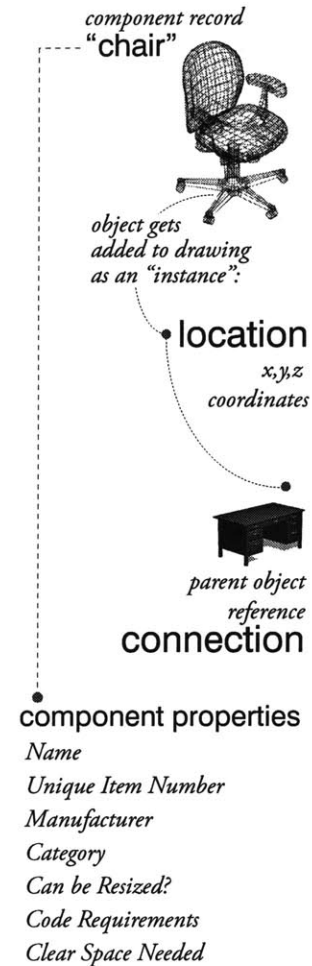 component record
“chair”
object gets
added to drawing
as an “instance”:
location
x,y,z
coordinates
parent object
reference
connection
component properties
Name
Unique Item Number
Manufacturer
Category
Can be Resized?
Code Requirements
Clear Space Needed